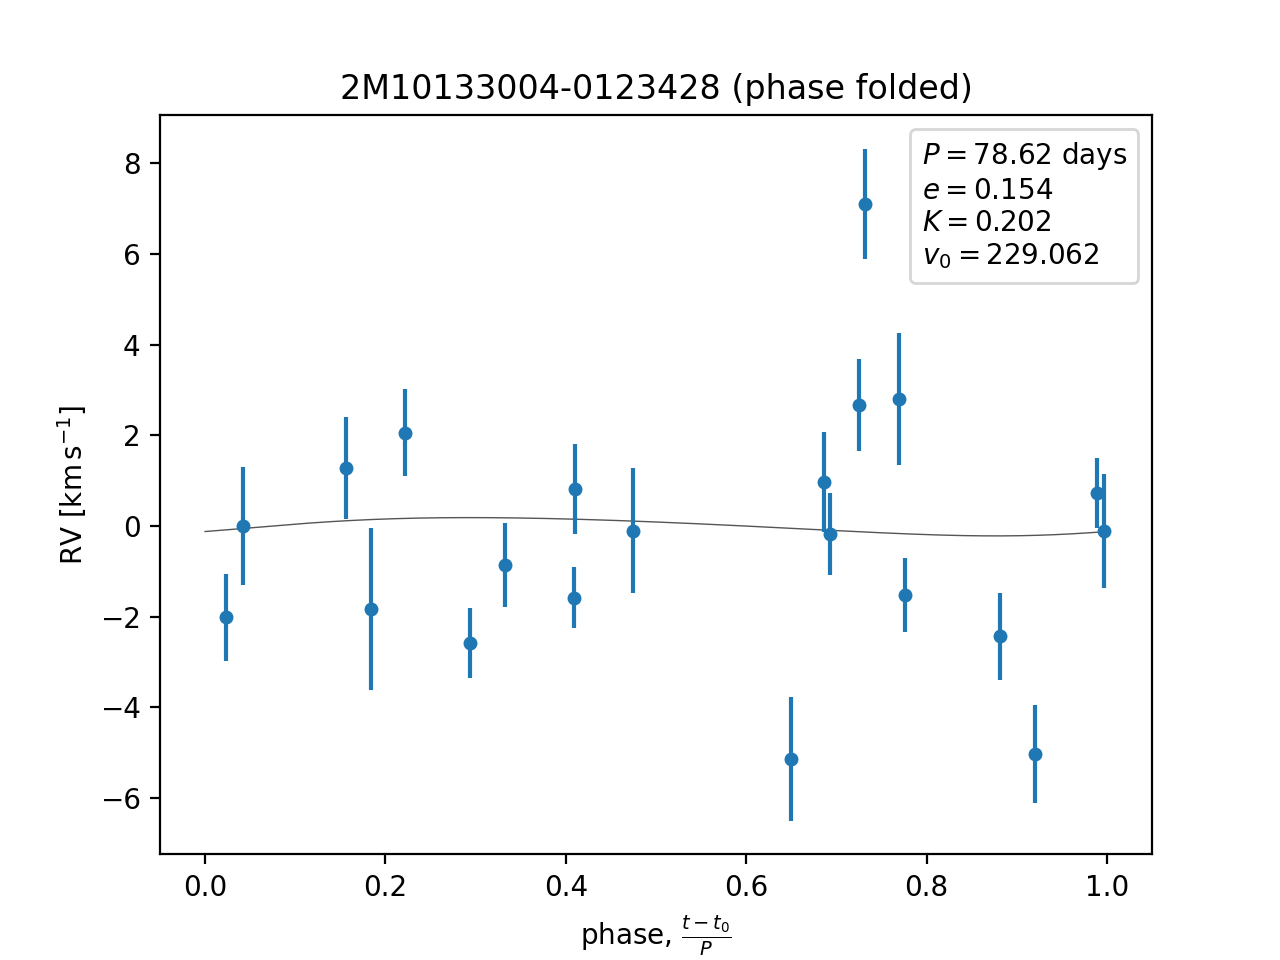 2M10133004-0123428 (phase folded)
P = 78.62 days
e = 0.154
K = 0.202
v₀ = 229.062
RV [km s⁻¹]
8
6
4
2
0
−2
−4
−6
0.0 0.2 0.4 0.6 0.8 1.0
phase, (t − t₀)/P